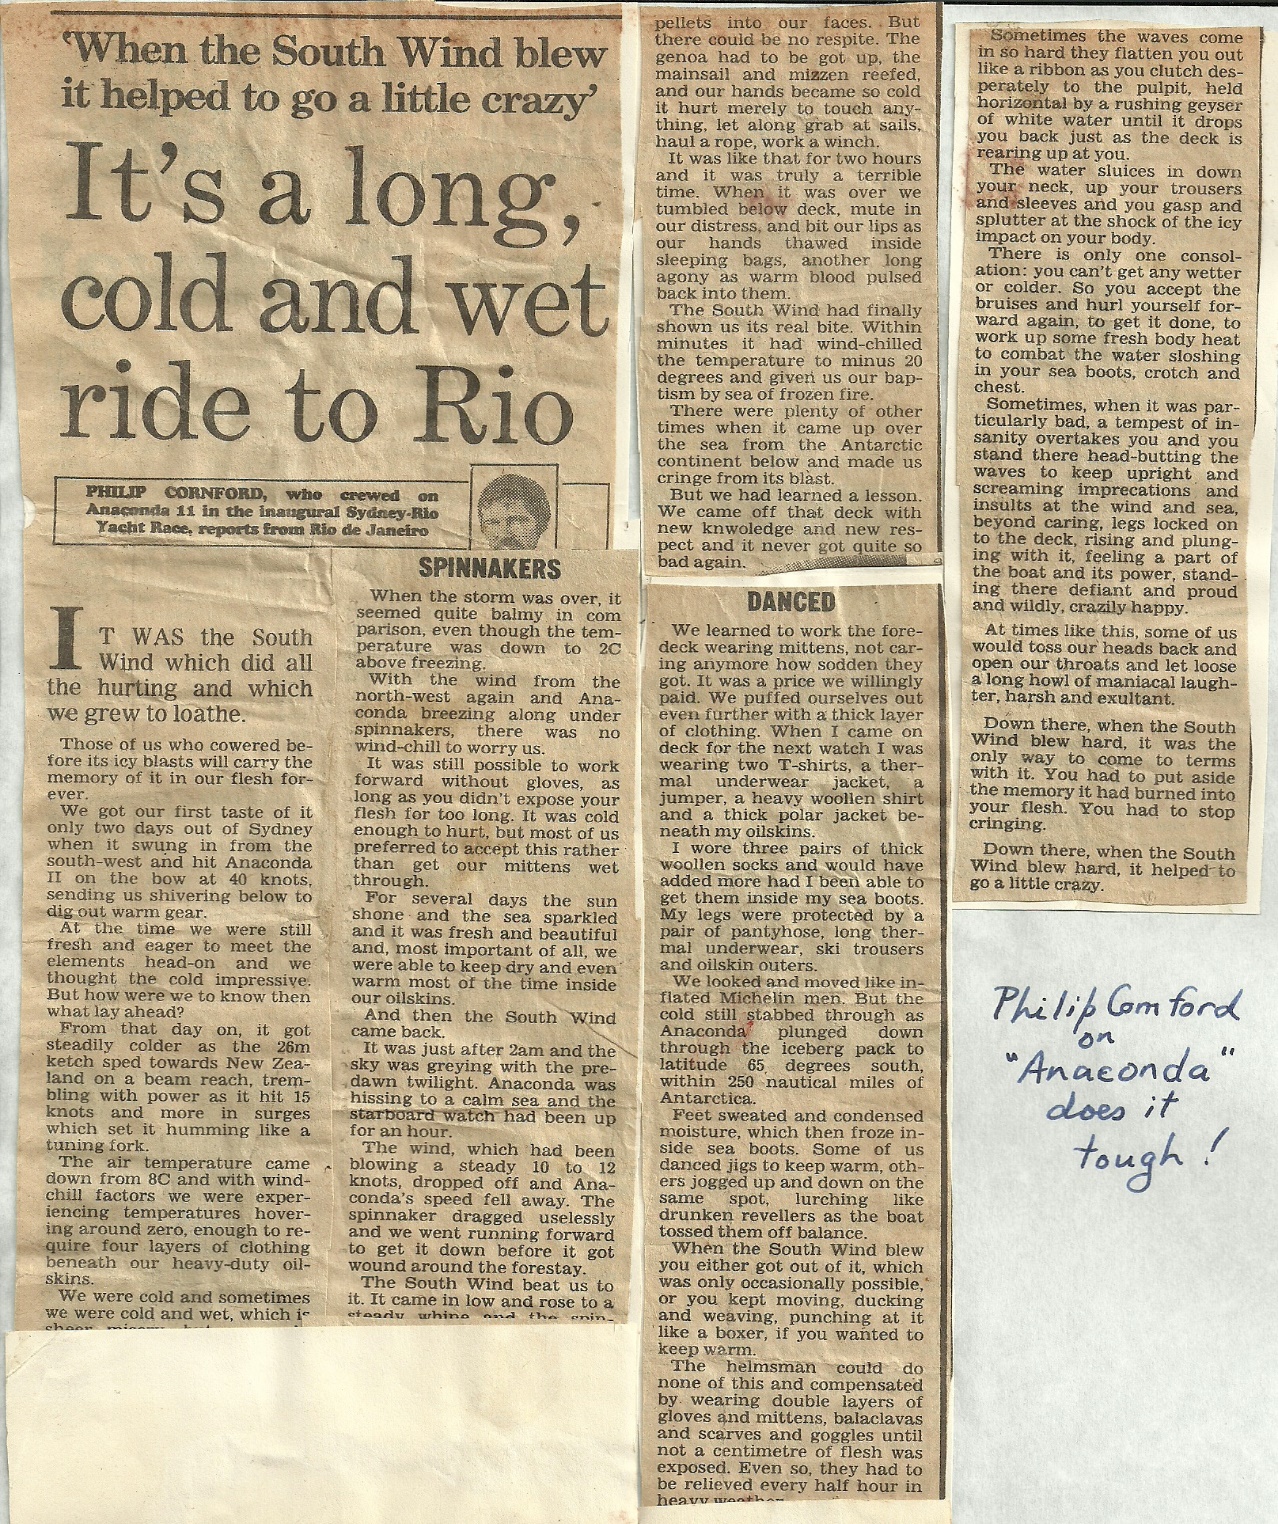 'When the South Wind blew
it helped to go a little crazy'
It's a long,
cold and wet
ride to Rio
PHILIP CORNFORD, who crewed on
Anaconda 11 in the inaugural Sydney-Rio
Yacht Race, reports from Rio de Janeiro
IT WAS the South
Wind which did all
the hurting and which
we grew to loathe.
Those of us who cowered be-
fore its icy blasts will carry the
memory of it in our flesh for-
ever.
We got our first taste of it
only two days out of Sydney
when it swung in from the
south-west and hit Anaconda
II on the bow at 40 knots,
sending us shivering below to
dig out warm gear.
At the time we were still
fresh and eager to meet the
elements head-on and we
thought the cold impressive.
But how were we to know then
what lay ahead?
From that day on, it got
steadily colder as the 26m
ketch sped towards New Zea-
land on a beam reach, trem-
bling with power as it hit 15
knots and more in surges
which set it humming like a
tuning fork.
The air temperature came
down from 8C and with wind-
chill factors we were exper-
iencing temperatures hover-
ing around zero, enough to re-
quire four layers of clothing
beneath our heavy-duty oil-
skins.
We were cold and sometimes
we were cold and wet, which is
sheer misery, but
SPINNAKERS
When the storm was over, it
seemed quite balmy in com
parison, even though the tem-
perature was down to 2C
above freezing.
With the wind from the
north-west again and Ana-
conda breezing along under
spinnakers, there was no
wind-chill to worry us.
It was still possible to work
forward without gloves, as
long as you didn't expose your
flesh for too long. It was cold
enough to hurt, but most of us
preferred to accept this rather
than get our mittens wet
through.
For several days the sun
shone and the sea sparkled
and it was fresh and beautiful
and, most important of all, we
were able to keep dry and even
warm most of the time inside
our oilskins.
And then the South Wind
came back.
It was just after 2am and the
sky was greying with the pre-
dawn twilight. Anaconda was
hissing to a calm sea and the
starboard watch had been up
for an hour.
The wind, which had been
blowing a steady 10 to 12
knots, dropped off and Ana-
conda's speed fell away. The
spinnaker dragged uselessly
and we went running forward
to get it down before it got
wound around the forestay.
The South Wind beat us to
it. It came in low and rose to a
steady whine and the spin-
pellets into our faces. But
there could be no respite. The
genoa had to be got up, the
mainsail and mizzen reefed,
and our hands became so cold
it hurt merely to touch any-
thing, let along grab at sails,
haul a rope, work a winch.
It was like that for two hours
and it was truly a terrible
time. When it was over we
tumbled below deck, mute in
our distress, and bit our lips as
our hands thawed inside
sleeping bags, another long
agony as warm blood pulsed
back into them.
The South Wind had finally
shown us its real bite. Within
minutes it had wind-chilled
the temperature to minus 20
degrees and given us our bap-
tism by sea of frozen fire.
There were plenty of other
times when it came up over
the sea from the Antarctic
continent below and made us
cringe from its blast.
But we had learned a lesson.
We came off that deck with
new knwoledge and new res-
pect and it never got quite so
bad again.
DANCED
We learned to work the fore-
deck wearing mittens, not car-
ing anymore how sodden they
got. It was a price we willingly
paid. We puffed ourselves out
even further with a thick layer
of clothing. When I came on
deck for the next watch I was
wearing two T-shirts, a ther-
mal underwear jacket, a
jumper, a heavy woollen shirt
and a thick polar jacket be-
neath my oilskins.
I wore three pairs of thick
woollen socks and would have
added more had I been able to
get them inside my sea boots.
My legs were protected by a
pair of pantyhose, long ther-
mal underwear, ski trousers
and oilskin outers.
We looked and moved like in-
flated Michelin men. But the
cold still stabbed through as
Anaconda plunged down
through the iceberg pack to
latitude 65 degrees south,
within 250 nautical miles of
Antarctica.
Feet sweated and condensed
moisture, which then froze in-
side sea boots. Some of us
danced jigs to keep warm, oth-
ers jogged up and down on the
same spot, lurching like
drunken revellers as the boat
tossed them off balance.
When the South Wind blew
you either got out of it, which
was only occasionally possible,
or you kept moving, ducking
and weaving, punching at it
like a boxer, if you wanted to
keep warm.
The helmsman could do
none of this and compensated
by wearing double layers of
gloves and mittens, balaclavas
and scarves and goggles until
not a centimetre of flesh was
exposed. Even so, they had to
be relieved every half hour in
heavy weather.
Sometimes the waves come
in so hard they flatten you out
like a ribbon as you clutch des-
perately to the pulpit, held
horizontal by a rushing geyser
of white water until it drops
you back just as the deck is
rearing up at you.
The water sluices in down
your neck, up your trousers
and sleeves and you gasp and
splutter at the shock of the icy
impact on your body.
There is only one consol-
ation: you can't get any wetter
or colder. So you accept the
bruises and hurl yourself for-
ward again, to get it done, to
work up some fresh body heat
to combat the water sloshing
in your sea boots, crotch and
chest.
Sometimes, when it was par-
ticularly bad, a tempest of in-
sanity overtakes you and you
stand there head-butting the
waves to keep upright and
screaming imprecations and
insults at the wind and sea,
beyond caring, legs locked on
to the deck, rising and plung-
ing with it, feeling a part of
the boat and its power, stand-
ing there defiant and proud
and wildly, crazily happy.
At times like this, some of us
would toss our heads back and
open our throats and let loose
a long howl of maniacal laugh-
ter, harsh and exultant.
Down there, when the South
Wind blew hard, it was the
only way to come to terms
with it. You had to put aside
the memory it had burned into
your flesh. You had to stop
cringing.
Down there, when the South
Wind blew hard, it helped to
go a little crazy.
Philip Cornford
on
"Anaconda"
does it
tough!